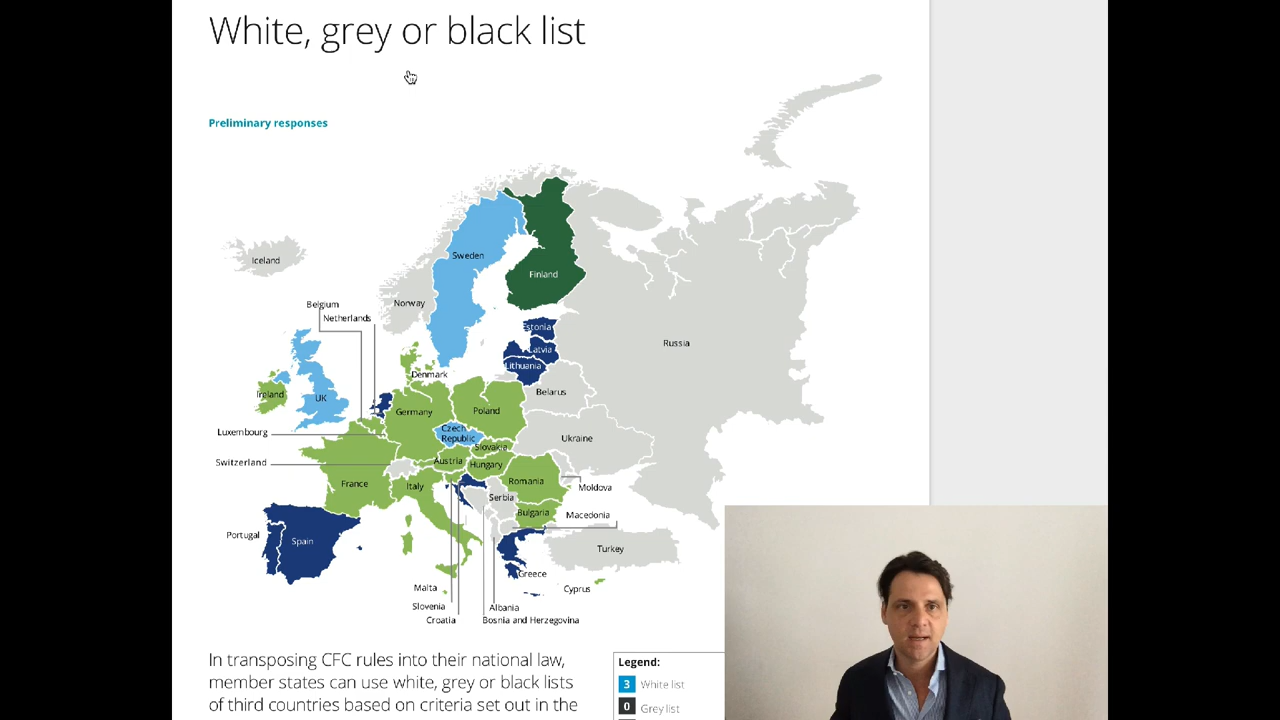 White, grey or black list
Preliminary responses
Iceland
Sweden
Finland
Norway
Belgium
Netherlands
Estonia
Latvia
Lithuania
Russia
Denmark
Belarus
Ireland
UK
Germany
Poland
Luxembourg
Czech
Republic
Ukraine
Slovakia
Switzerland
Austria
Hungary
France
Italy
Romania
Moldova
Serbia
Bulgaria
Macedonia
Portugal
Spain
Turkey
Greece
Malta
Cyprus
Slovenia
Albania
Croatia
Bosnia and Herzegovina
In transposing CFC rules into their national law,
member states can use white, grey or black lists
of third countries based on criteria set out in the
Legend:
3 White list
0 Grey list